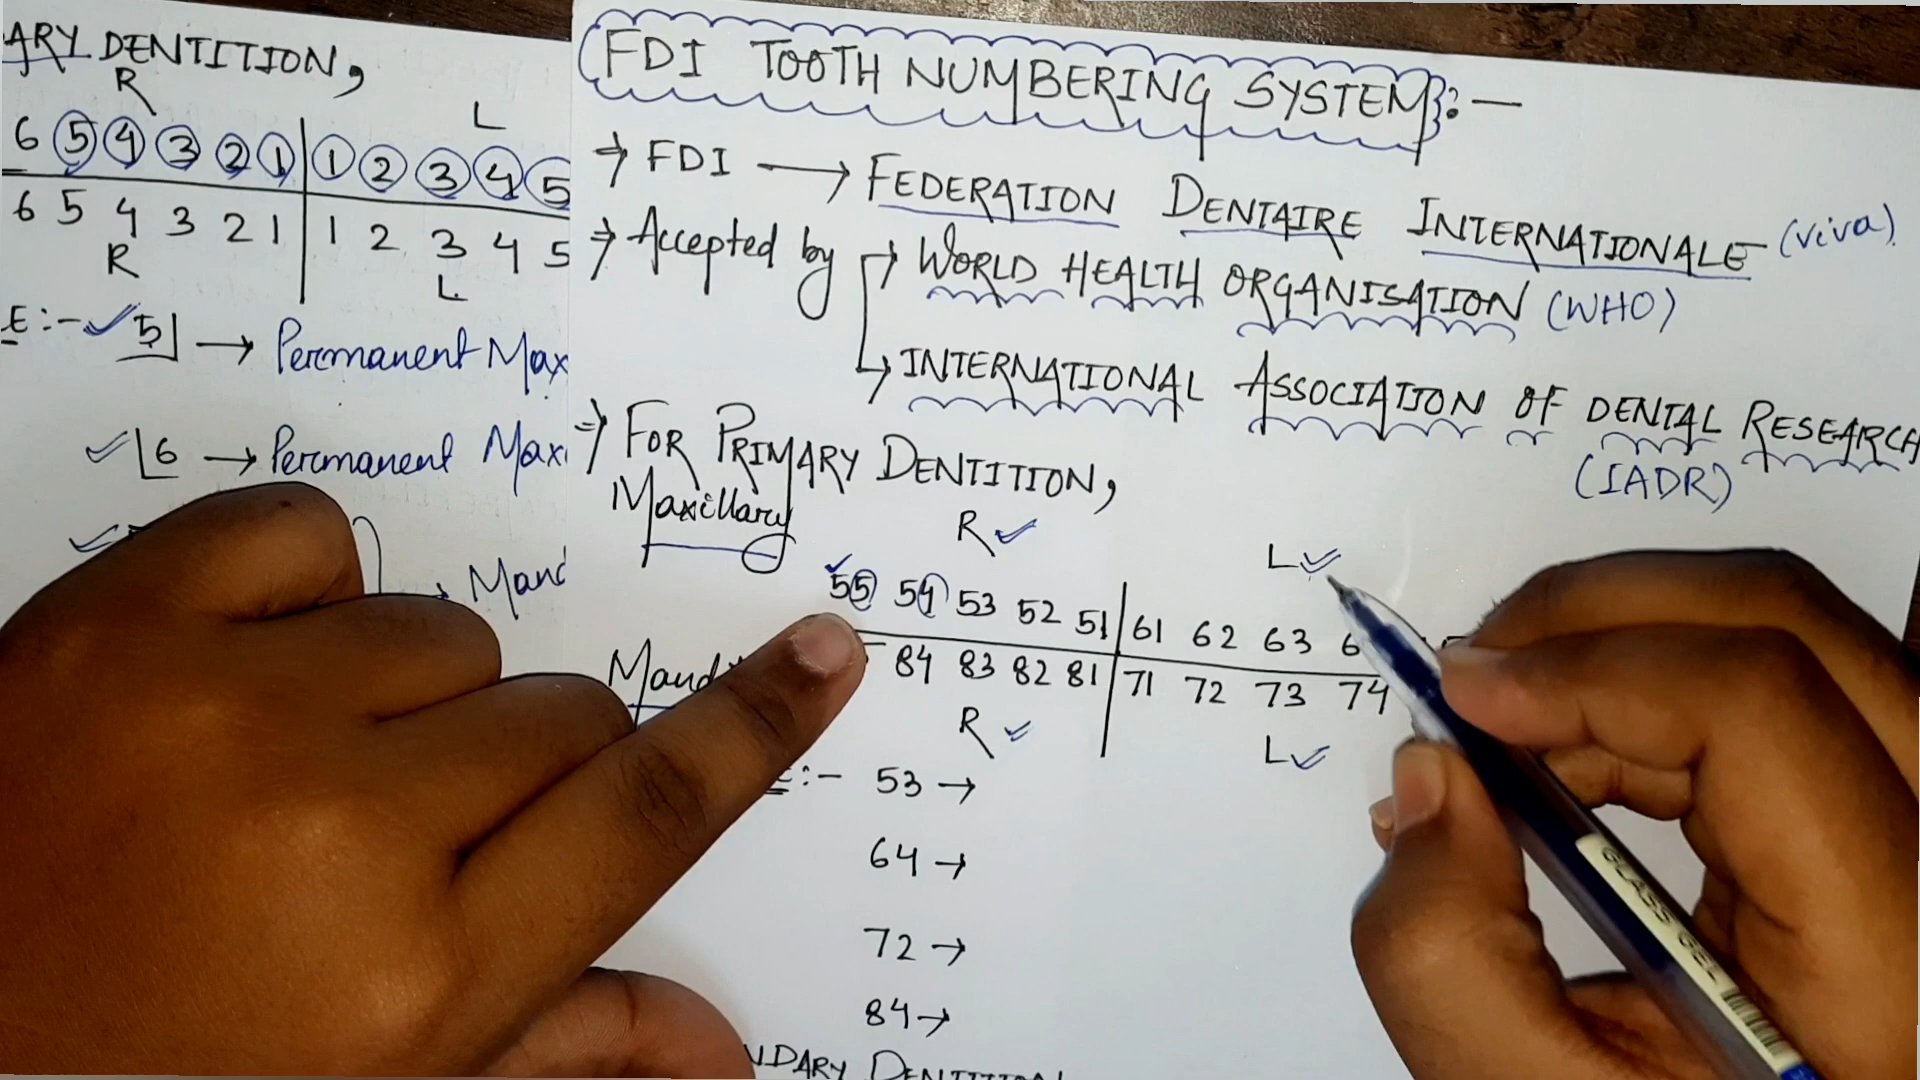 ARY DENTITION,
R
L
6 5 4 3 2 1 1 2 3 4 5
6 5 4 3 2 1 1 2 3 4 5
R
L
E:- 5 → Permanent Max
6 → Permanent Max
→ Mand
FDI TOOTH NUMBERING SYSTEM:-
→ FDI → FEDERATION DENTAIRE INTERNATIONALE (viva)
→ Accepted by → WORLD HEALTH ORGANISATION (WHO)
→ INTERNATIONAL ASSOCIATION OF DENTAL RESEARCH
(IADR)
→ FOR PRIMARY DENTITION,
Maxillary
R L
55 54 53 52 51 61 62 63 6
84 83 82 81 71 72 73 74
R L
E:- 53 →
64 →
72 →
84 →
NDARY DENTITION
GLASS GEL